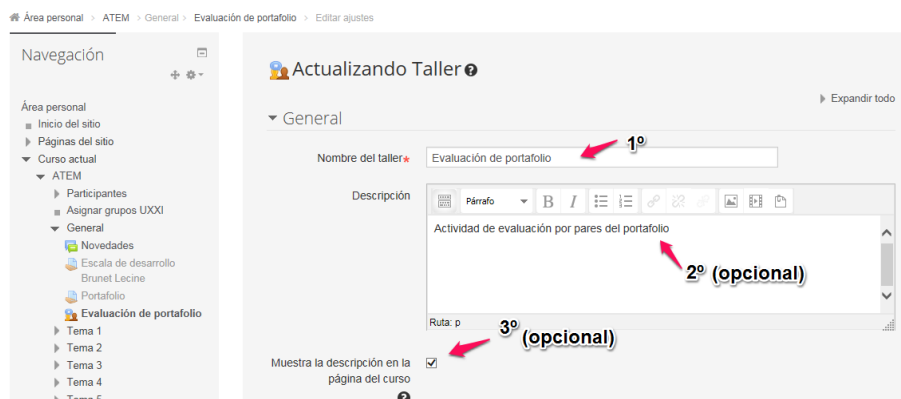 Área personal > ATEM > General > Evaluación de portafolio > Editar ajustes
Navegación
Área personal
Inicio del sitio
Páginas del sitio
Curso actual
ATEM
Participantes
Asignar grupos UXXI
General
Novedades
Escala de desarrollo
Brunet Lecine
Portafolio
Evaluación de portafolio
Tema 1
Tema 2
Tema 3
Tema 4
Tema 5
Actualizando Taller
Expandir todo
General
1º
Nombre del taller* Evaluación de portafolio
Descripción
Párrafo B I
Actividad de evaluación por pares del portafolio
2º (opcional)
Ruta: p
3º (opcional)
Muestra la descripción en la
página del curso